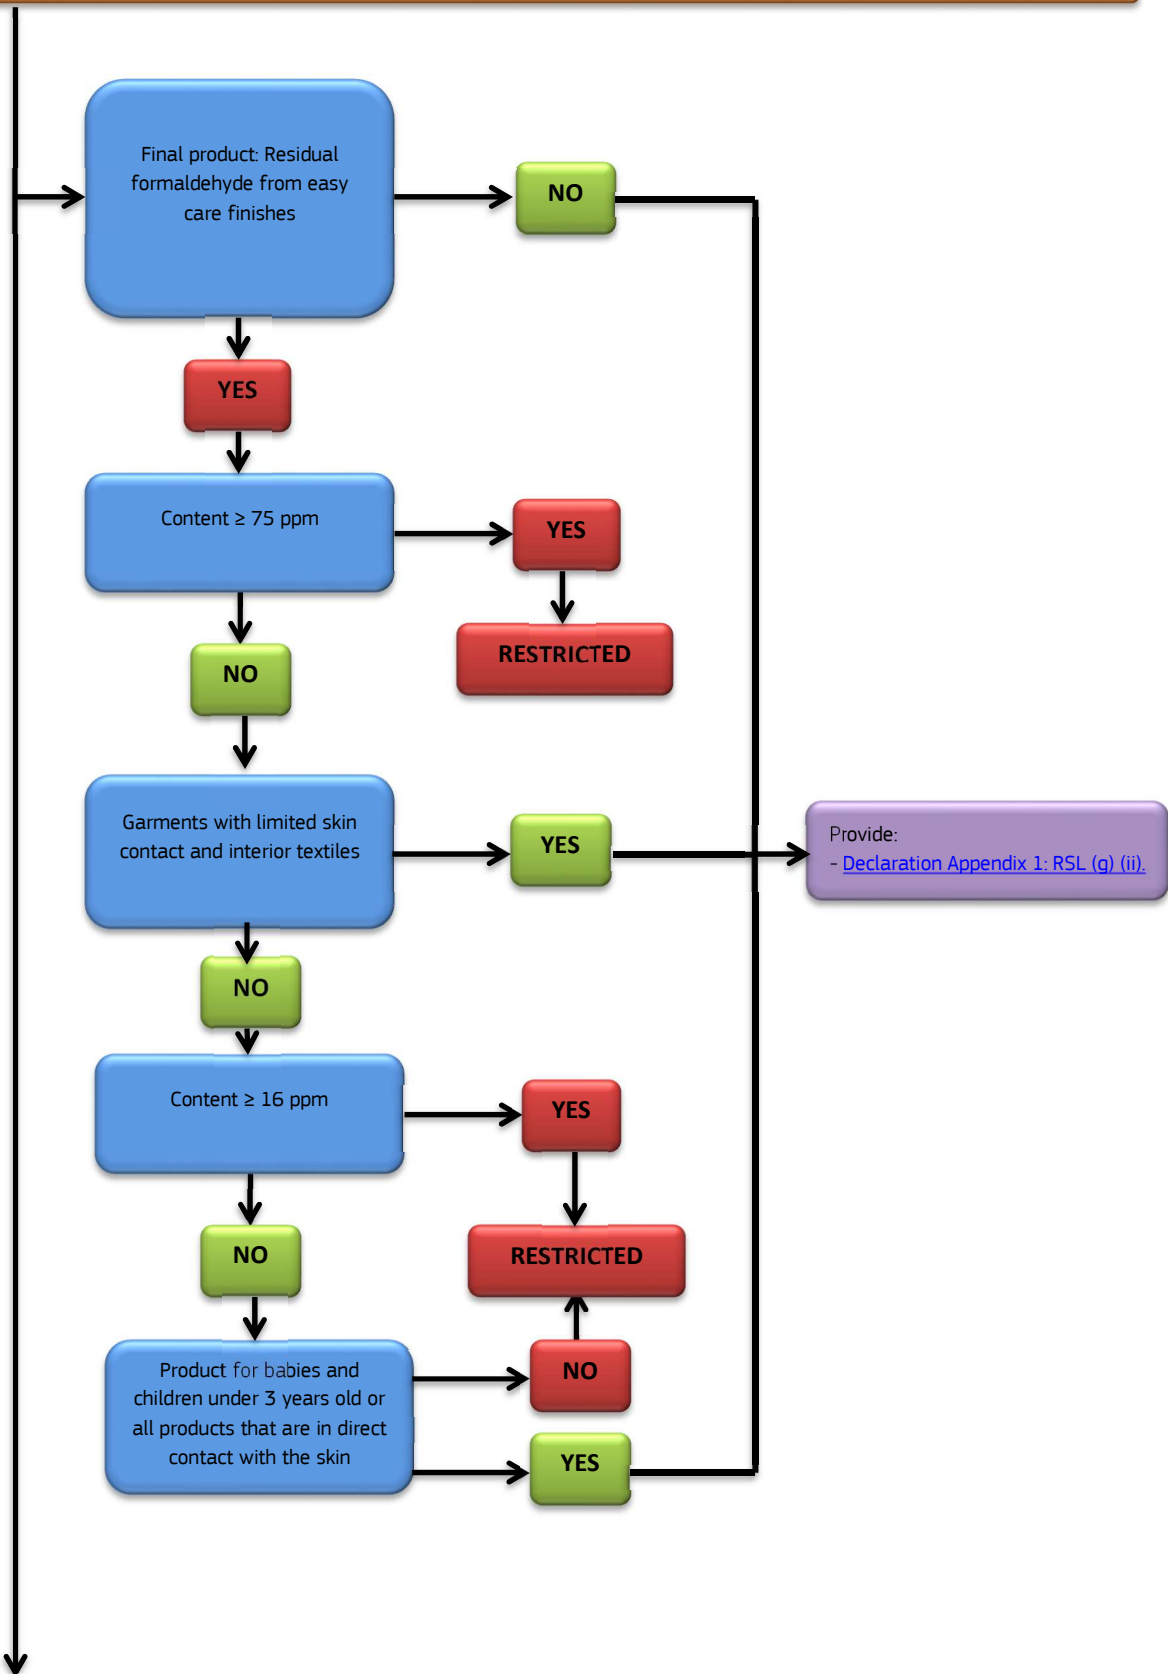 Final product: Residual
formaldehyde from easy
care finishes
NO
YES
Content ≥ 75 ppm
YES
RESTRICTED
NO
Garments with limited skin
contact and interior textiles
YES
Provide:
- Declaration Appendix 1: RSL (g) (ii).
NO
Content ≥ 16 ppm
YES
NO
RESTRICTED
Product for babies and
children under 3 years old or
all products that are in direct
contact with the skin
NO
YES